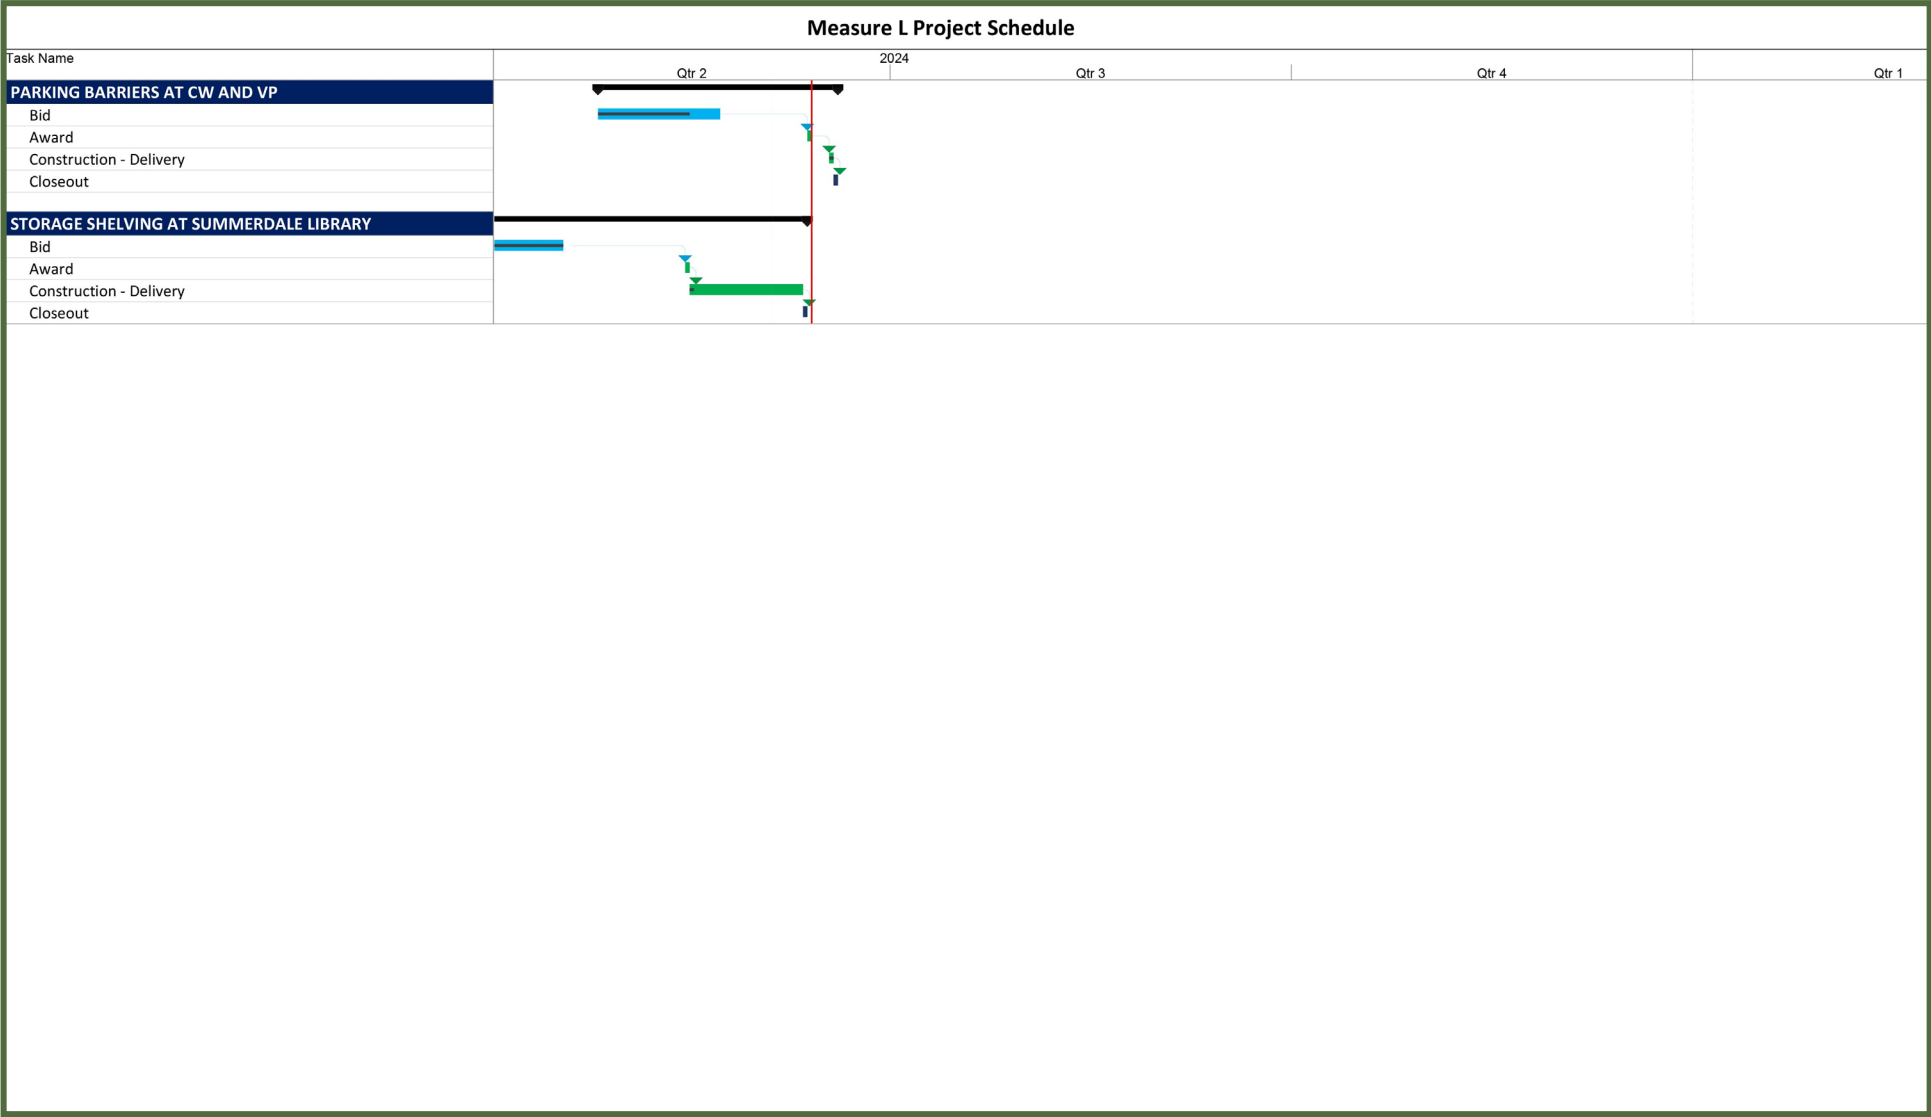 Measure L Project Schedule
Task Name
2024
Qtr 2
Qtr 3
Qtr 4
Qtr 1
PARKING BARRIERS AT CW AND VP
Bid
Award
Construction - Delivery
Closeout
STORAGE SHELVING AT SUMMERDALE LIBRARY
Bid
Award
Construction - Delivery
Closeout